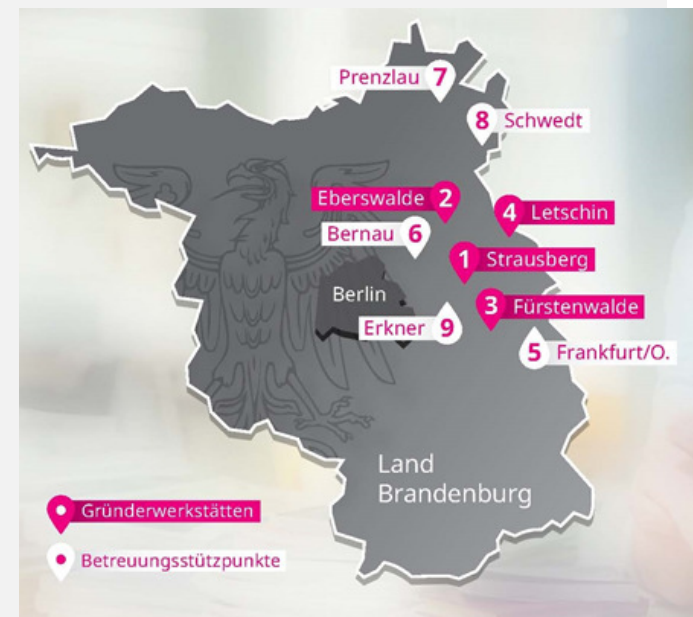 Prenzlau 7
8 Schwedt
Eberswalde 2
4 Letschin
Bernau 6
1 Strausberg
Berlin
3 Fürstenwalde
Erkner 9
5 Frankfurt/O.
Land
Brandenburg
Gründerwerkstätten
Betreuungsstützpunkte